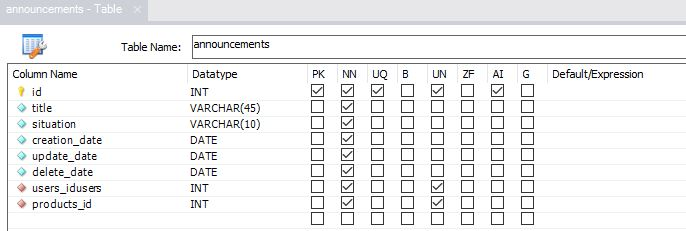 announcements - Table ×
Table Name: announcements
Column Name Datatype PK NN UQ B UN ZF AI G Default/Expression
id INT
title VARCHAR(45)
situation VARCHAR(10)
creation_date DATE
update_date DATE
delete_date DATE
users_idusers INT
products_id INT